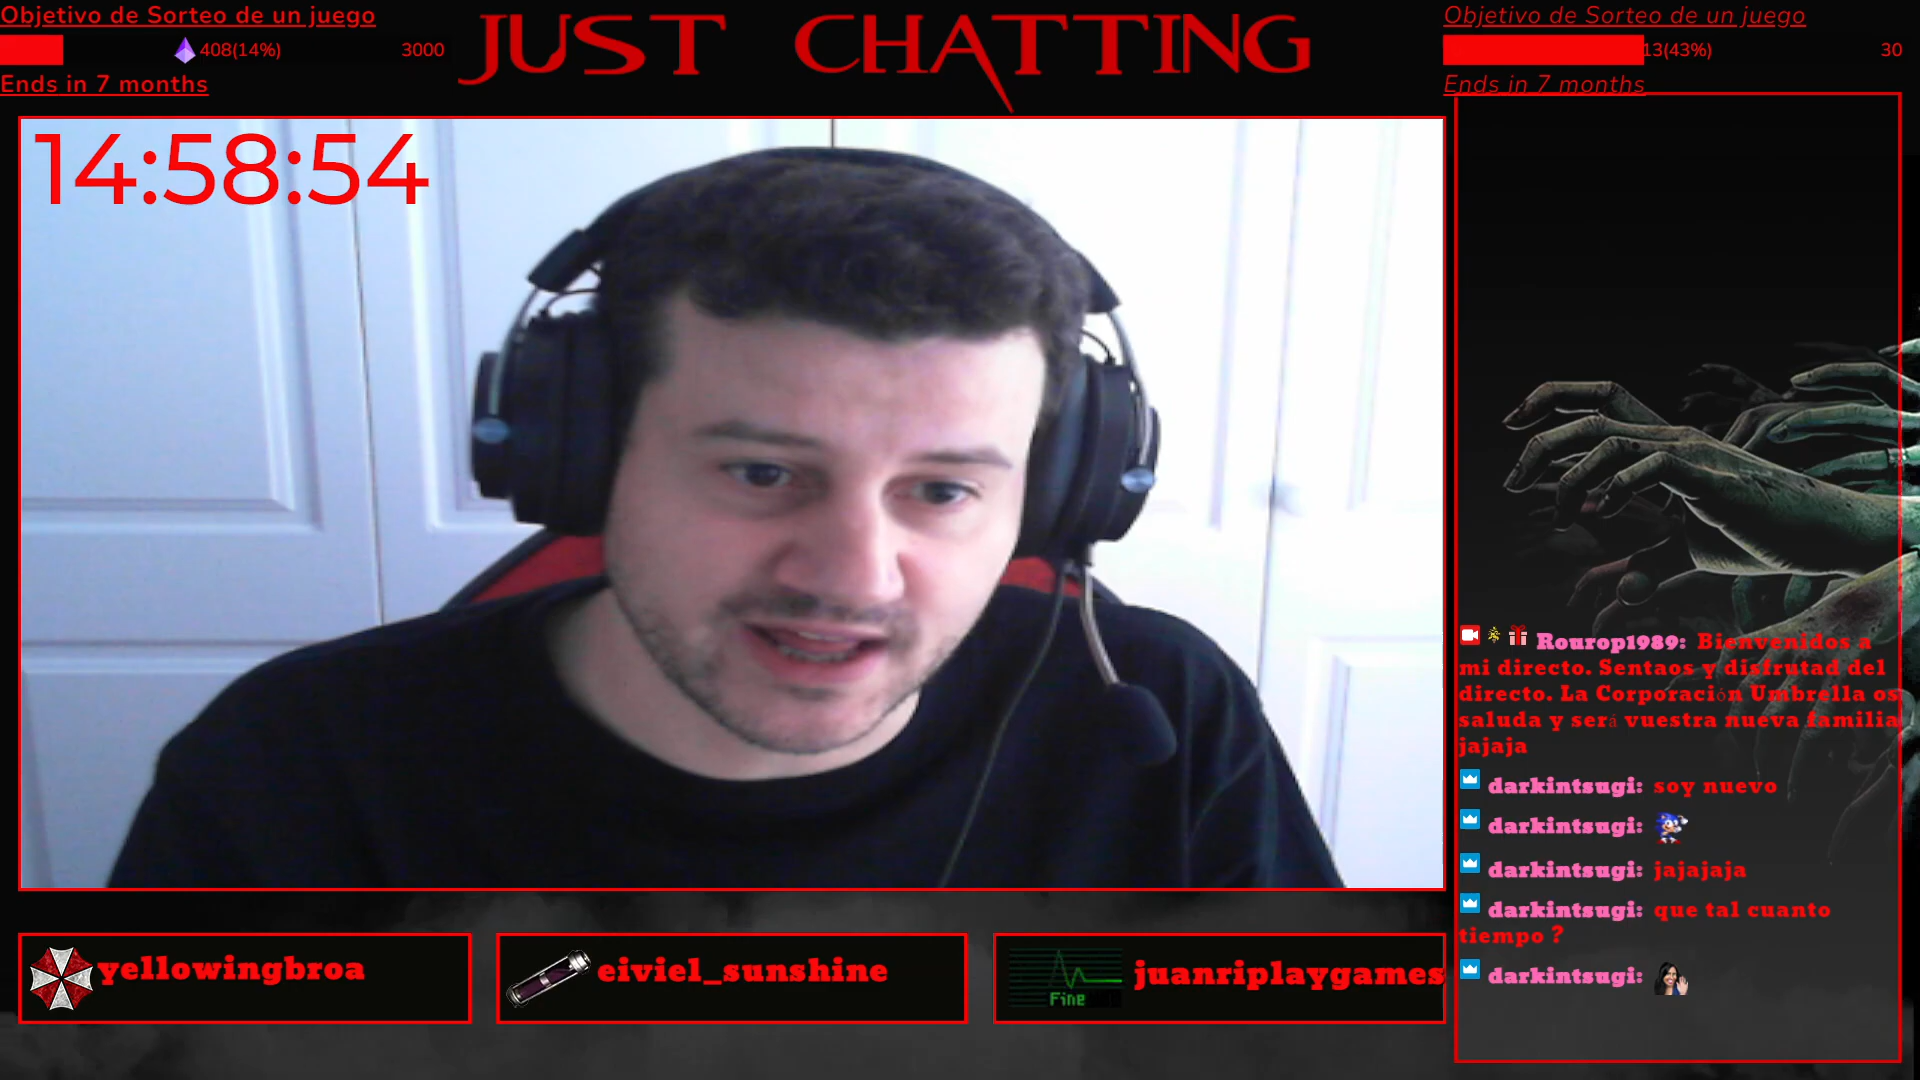 Objetivo de Sorteo de un juego
408(14%) 3000
Ends in 7 months
JUST CHATTING
Objetivo de Sorteo de un juego
13(43%) 30
Ends in 7 months
14:58:54
Rourop1989: Bienvenidos a
mi directo. Sentaos y disfrutad del
directo. La Corporación Umbrella os
saluda y será vuestra nueva familia
jajaja
darkintsugi: soy nuevo
darkintsugi:
darkintsugi: jajajaja
darkintsugi: que tal cuanto
tiempo ?
darkintsugi:
yellowingbroa
eiviel_sunshine
Fine
juanriplaygames